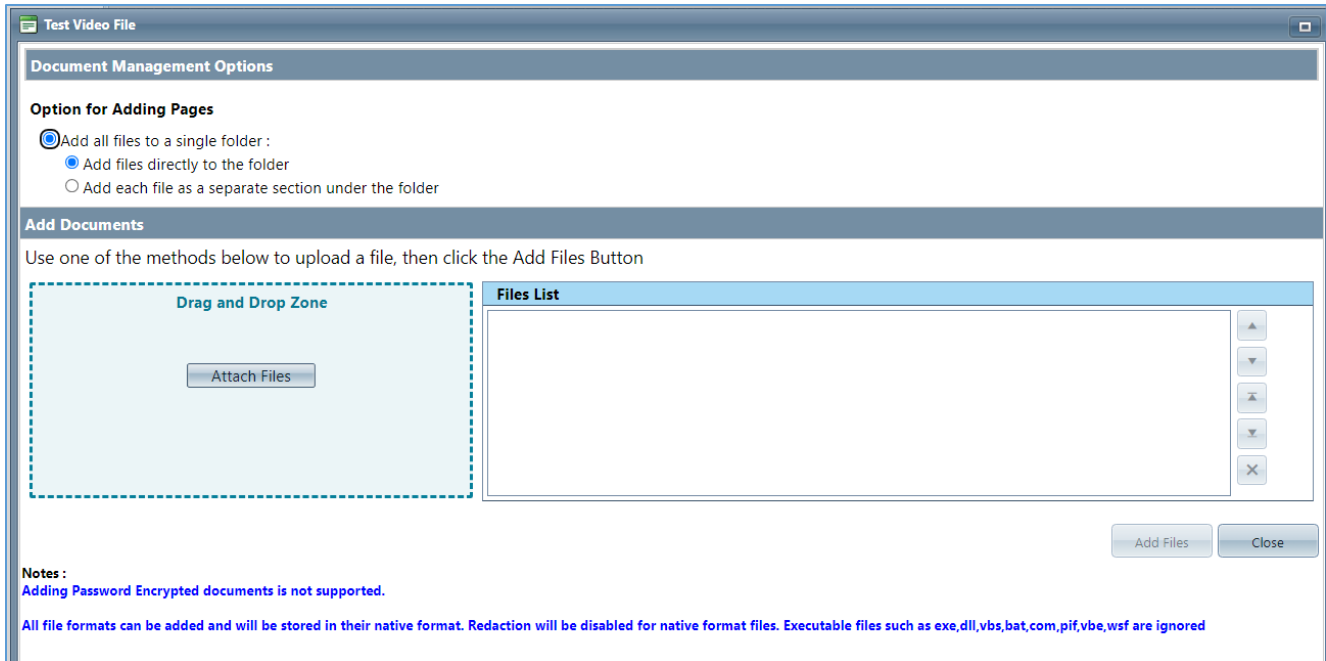 Test Video File
Document Management Options
Option for Adding Pages
Add all files to a single folder :
Add files directly to the folder
Add each file as a separate section under the folder
Add Documents
Use one of the methods below to upload a file, then click the Add Files Button
Drag and Drop Zone
Attach Files
Files List
Add Files
Close
Notes :
Adding Password Encrypted documents is not supported.
All file formats can be added and will be stored in their native format. Redaction will be disabled for native format files. Executable files such as exe,dll,vbs,bat,com,pif,vbe,wsf are ignored